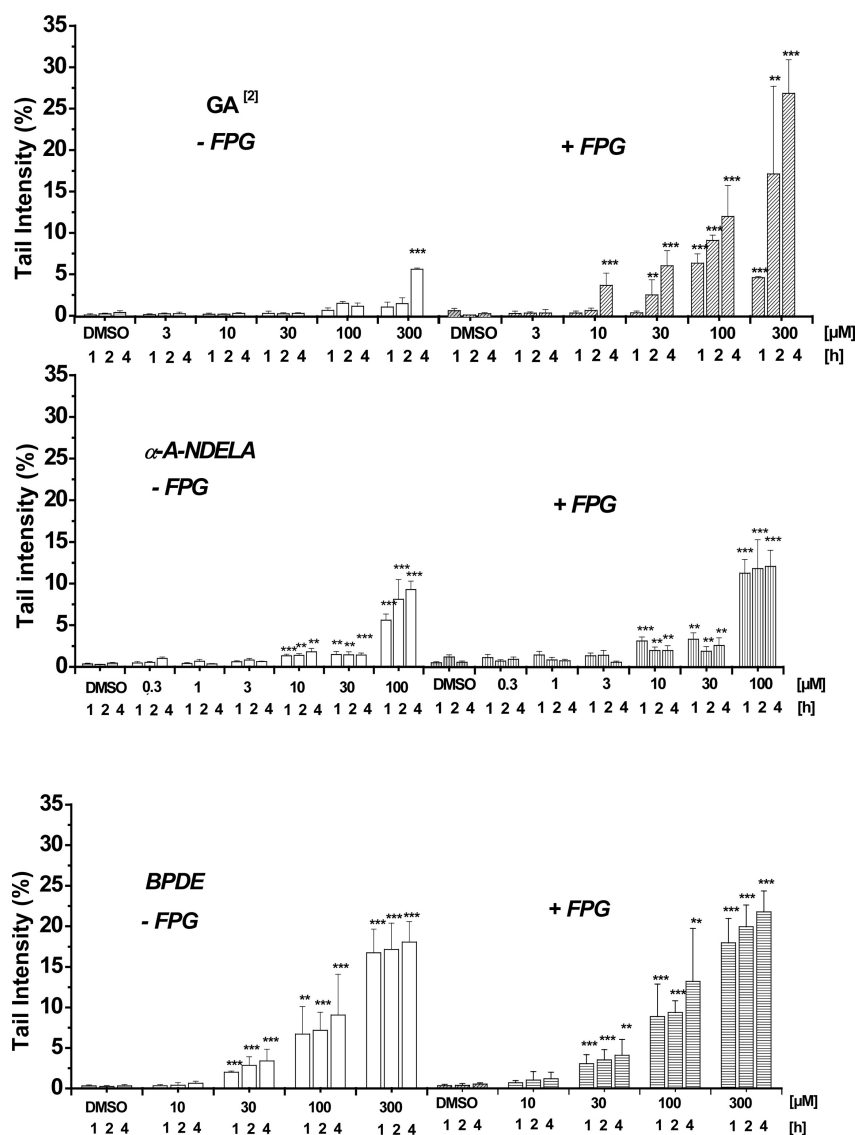 35
30
25
20
15
10
5
0
Tail Intensity (%)
GA [2]
- FPG
+ FPG
*** 
*** *** ** *** *** *** *** *** ** ***
DMSO 3 10 30 100 300 DMSO 3 10 30 100 300 [µM]
1 2 4 1 2 4 1 2 4 1 2 4 1 2 4 1 2 4 1 2 4 1 2 4 1 2 4 1 2 4 1 2 4 1 2 4 [h]
35
30
25
20
15
10
5
0
Tail intensity (%)
α-A-NDELA
- FPG
+ FPG
*** ** ** ** ** *** *** *** ***
*** ** ** ** ** ** *** *** ***
DMSO 0.3 1 3 10 30 100 DMSO 0.3 1 3 10 30 100 [µM]
1 2 4 1 2 4 1 2 4 1 2 4 1 2 4 1 2 4 1 2 4 1 2 4 1 2 4 1 2 4 1 2 4 1 2 4 1 2 4 1 2 4 [h]
35
30
25
20
15
10
5
0
Tail Intensity (%)
BPDE
- FPG
+ FPG
*** *** *** ** *** *** *** *** ***
*** *** ** *** *** ** *** *** ***
DMSO 10 30 100 300 DMSO 10 30 100 300 [µM]
1 2 4 1 2 4 1 2 4 1 2 4 1 2 4 1 2 4 1 2 4 1 2 4 1 2 4 1 2 4 [h]